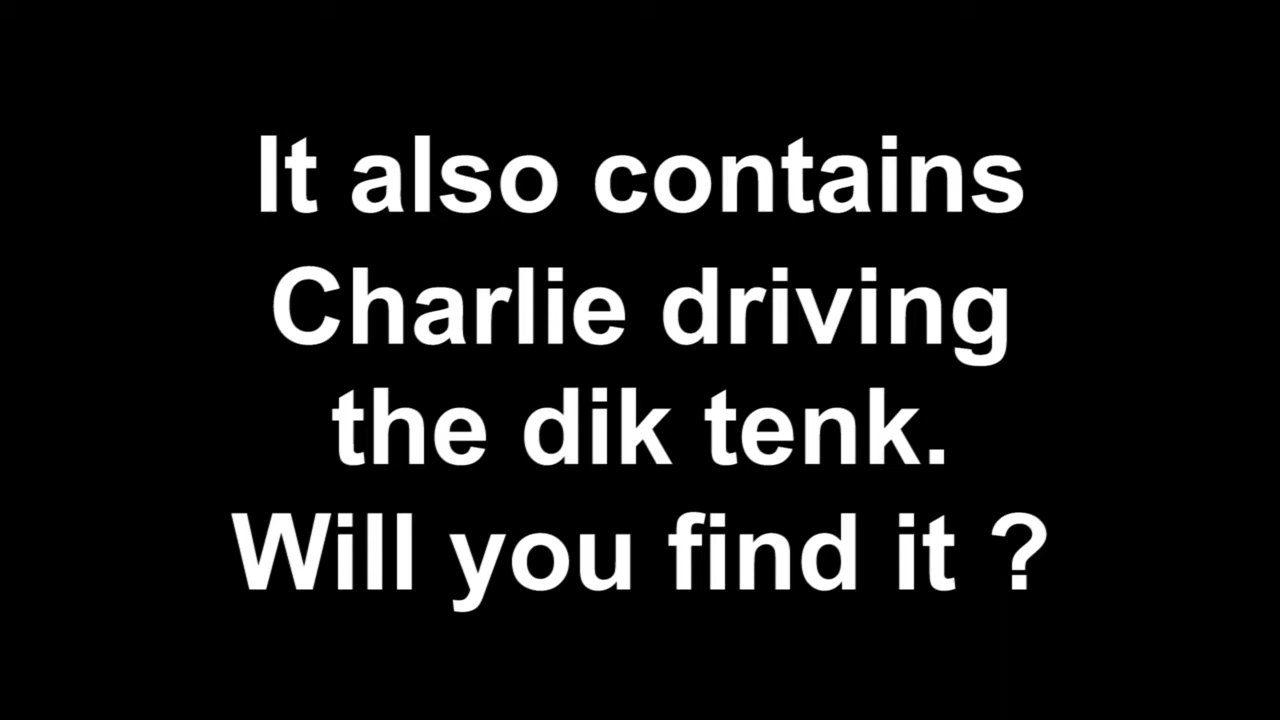 It also contains
Charlie driving
the dik tenk.
Will you find it ?